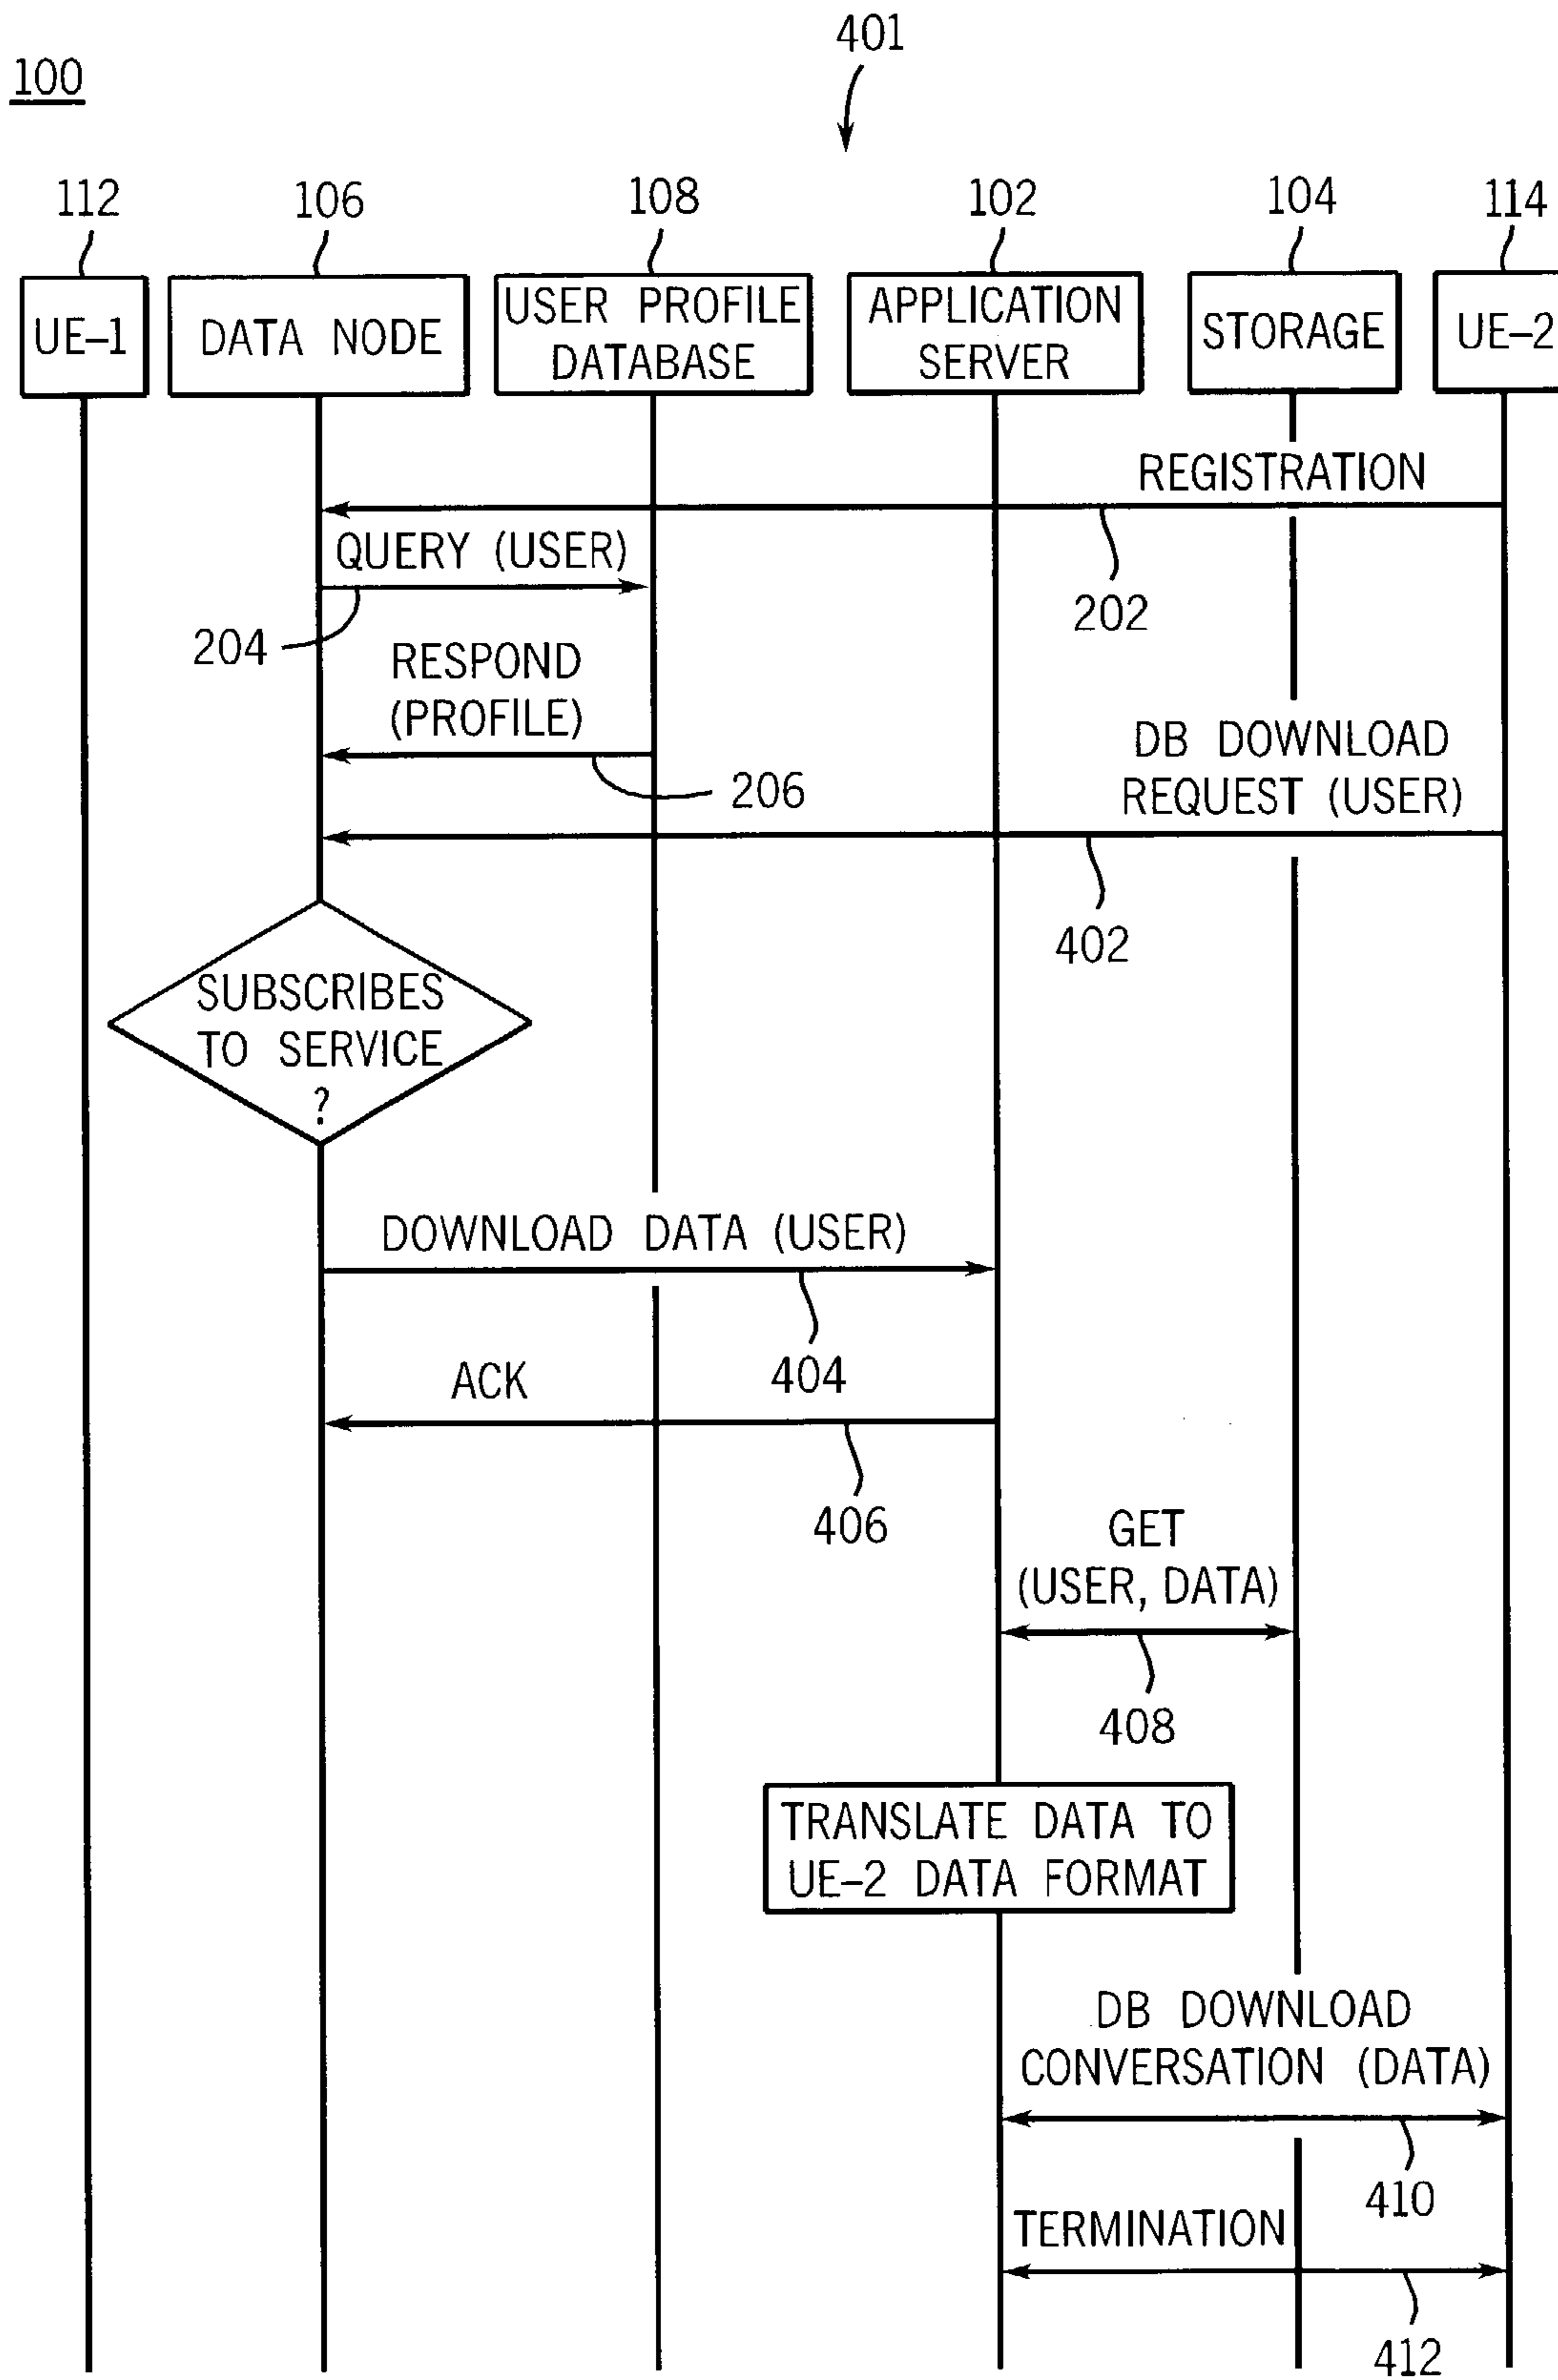 401
100
112
106
108
102
104
114
UE-1
DATA NODE
USER PROFILE
DATABASE
APPLICATION
SERVER
STORAGE
UE-2
REGISTRATION
202
QUERY (USER)
204
RESPOND
(PROFILE)
206
DB DOWNLOAD
REQUEST (USER)
402
SUBSCRIBES
TO SERVICE
?
DOWNLOAD DATA (USER)
404
ACK
406
GET
(USER, DATA)
408
TRANSLATE DATA TO
UE-2 DATA FORMAT
DB DOWNLOAD
CONVERSATION (DATA)
410
TERMINATION
412